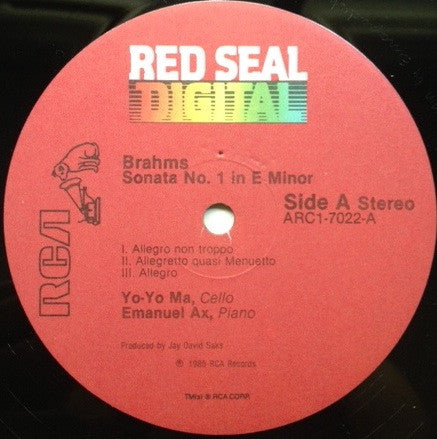 RED SEAL
DIGITAL
Brahms
Sonata No. 1 in E Minor
Side A Stereo
ARC1-7022-A
I. Allegro non troppo
II. Allegretto quasi Menuetto
III. Allegro
Yo-Yo Ma, Cello
Emanuel Ax, Piano
Produced by Jay David Saks
℗ 1985 RCA Records
TM(s) ® RCA CORP.
RCA